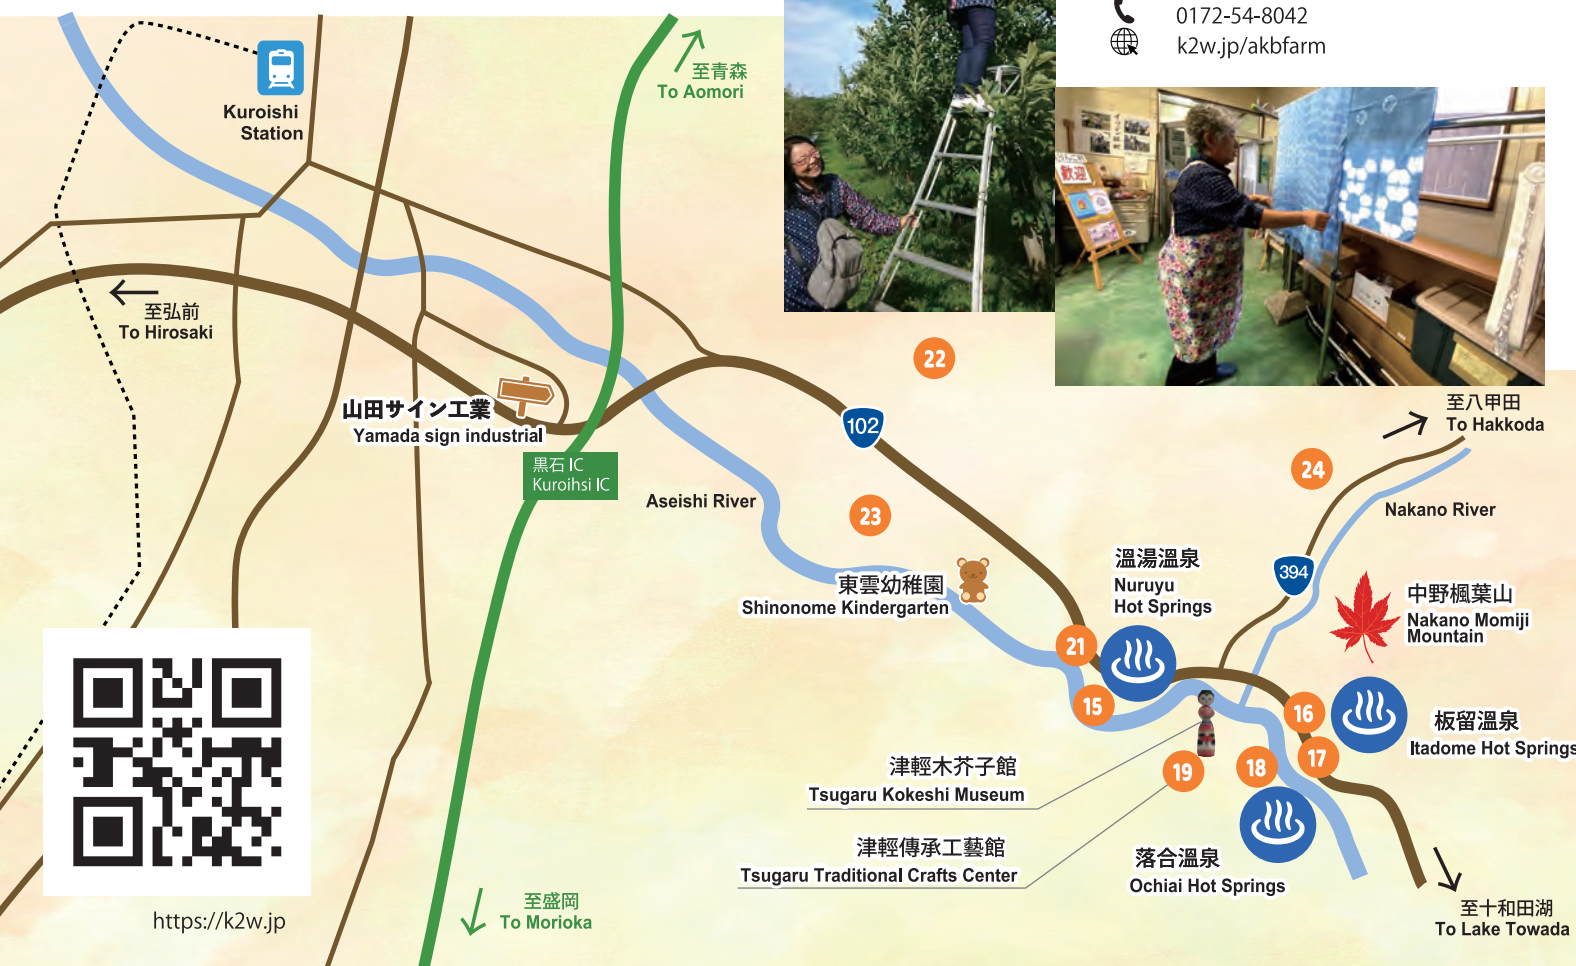 0172-54-8042
k2w.jp/akbfarm
Kuroishi
Station
至青森
To Aomori
歓迎
至弘前
To Hirosaki
22
山田サイン工業
Yamada sign industrial
102
至八甲田
To Hakkoda
黒石 IC
Kuroihsi IC
24
Aseishi River
23
Nakano River
溫湯溫泉
Nuruyu
Hot Springs
394
東雲幼稚園
Shinonome Kindergarten
中野楓葉山
Nakano Momiji
Mountain
21
15
16
板留溫泉
Itadome Hot Springs
17
18
19
津輕木芥子館
Tsugaru Kokeshi Museum
津輕傳承工藝館
Tsugaru Traditional Crafts Center
落合溫泉
Ochiai Hot Springs
至盛岡
To Morioka
https://k2w.jp
至十和田湖
To Lake Towada